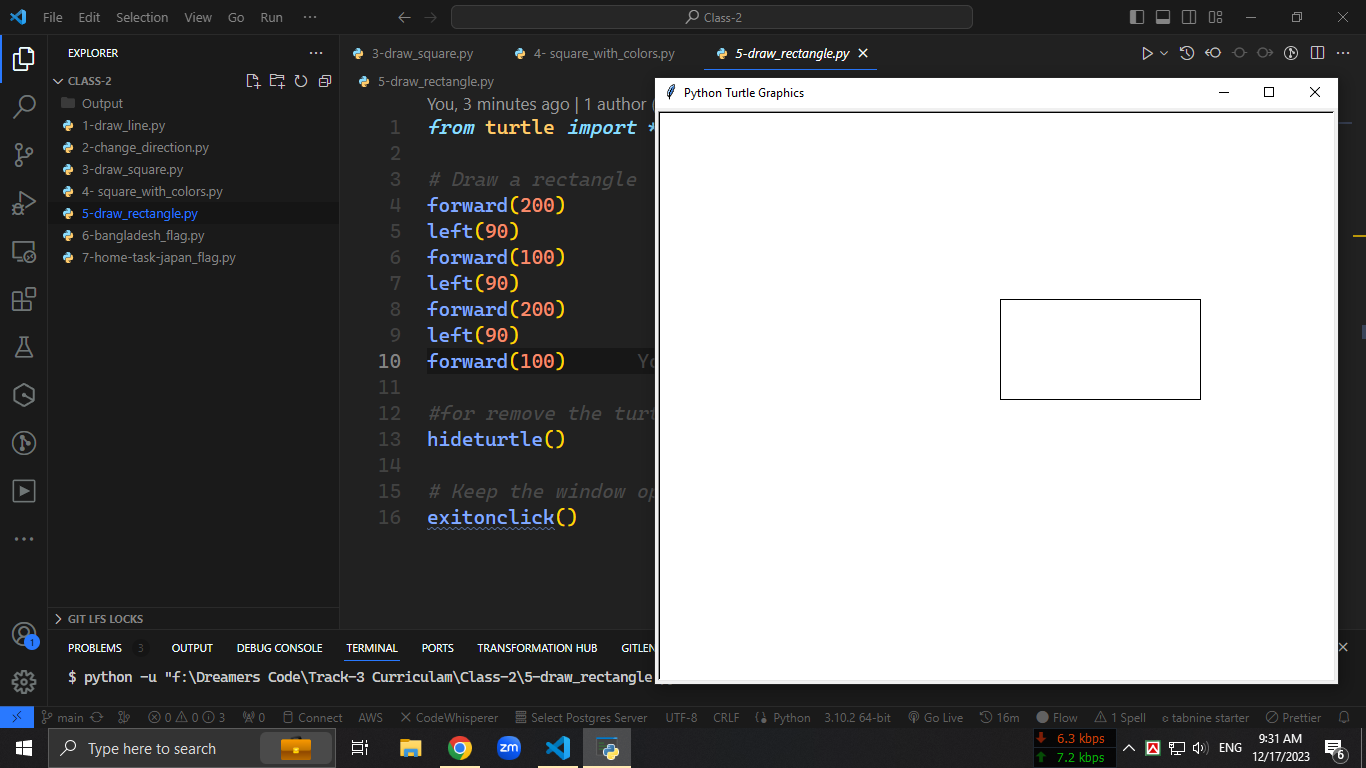 File Edit Selection View Go Run ··· Class-2
EXPLORER
CLASS-2
Output
1-draw_line.py
2-change_direction.py
3-draw_square.py
4- square_with_colors.py
5-draw_rectangle.py
6-bangladesh_flag.py
7-home-task-japan_flag.py
GIT LFS LOCKS
3-draw_square.py 4- square_with_colors.py 5-draw_rectangle.py
5-draw_rectangle.py
You, 3 minutes ago | 1 author (
1 from turtle import *
2
3 # Draw a rectangle
4 forward(200)
5 left(90)
6 forward(100)
7 left(90)
8 forward(200)
9 left(90)
10 forward(100) Yo
11
12 #for remove the turt
13 hideturtle()
14
15 # Keep the window op
16 exitonclick()
Python Turtle Graphics
PROBLEMS 3 OUTPUT DEBUG CONSOLE TERMINAL PORTS TRANSFORMATION HUB GITLEN
$ python -u "f:\Dreamers Code\Track-3 Curriculam\Class-2\5-draw_rectangle
1
main 0 0 3 0 Connect AWS CodeWhisperer Select Postgres Server UTF-8 CRLF Python 3.10.2 64-bit Go Live 16m Flow 1 Spell tabnine starter Prettier
Type here to search
zm
6.3 kbps
7.2 kbps
ENG
9:31 AM
12/17/2023
6